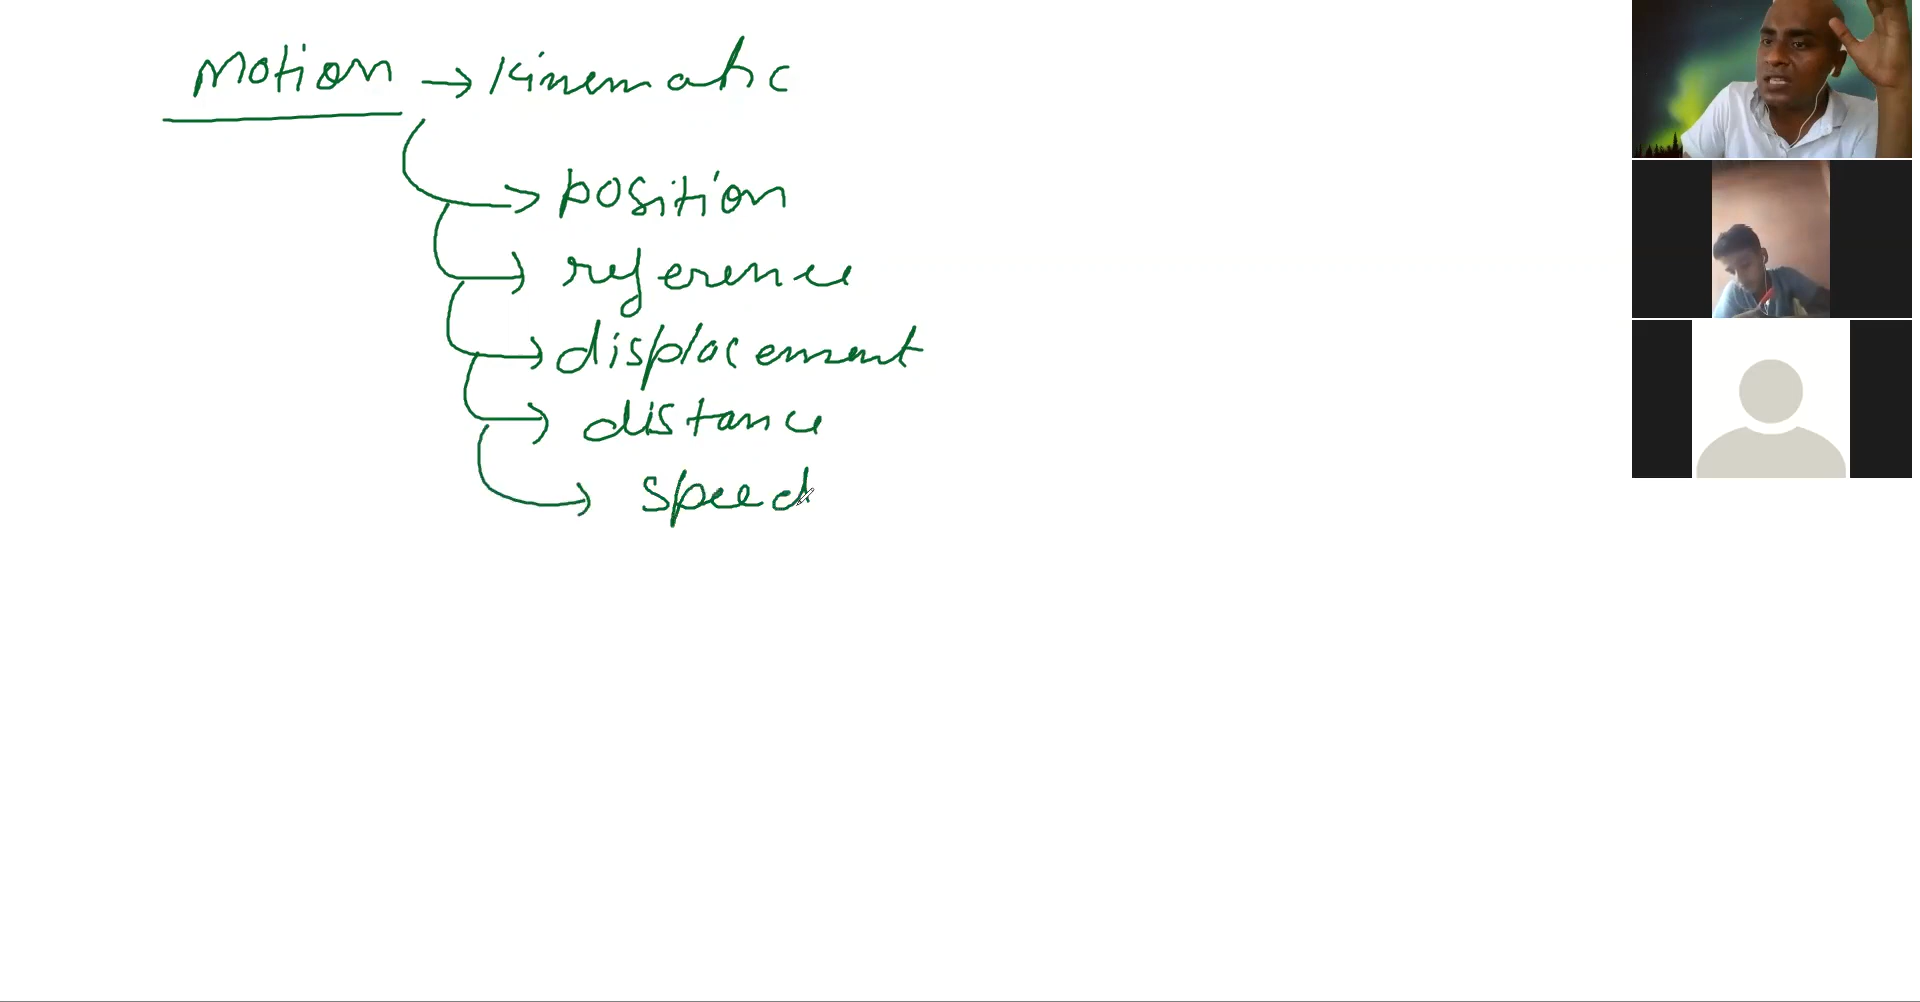 Motion → Kinematic
→ position
→ reference
→ displacement
→ distance
→ speed